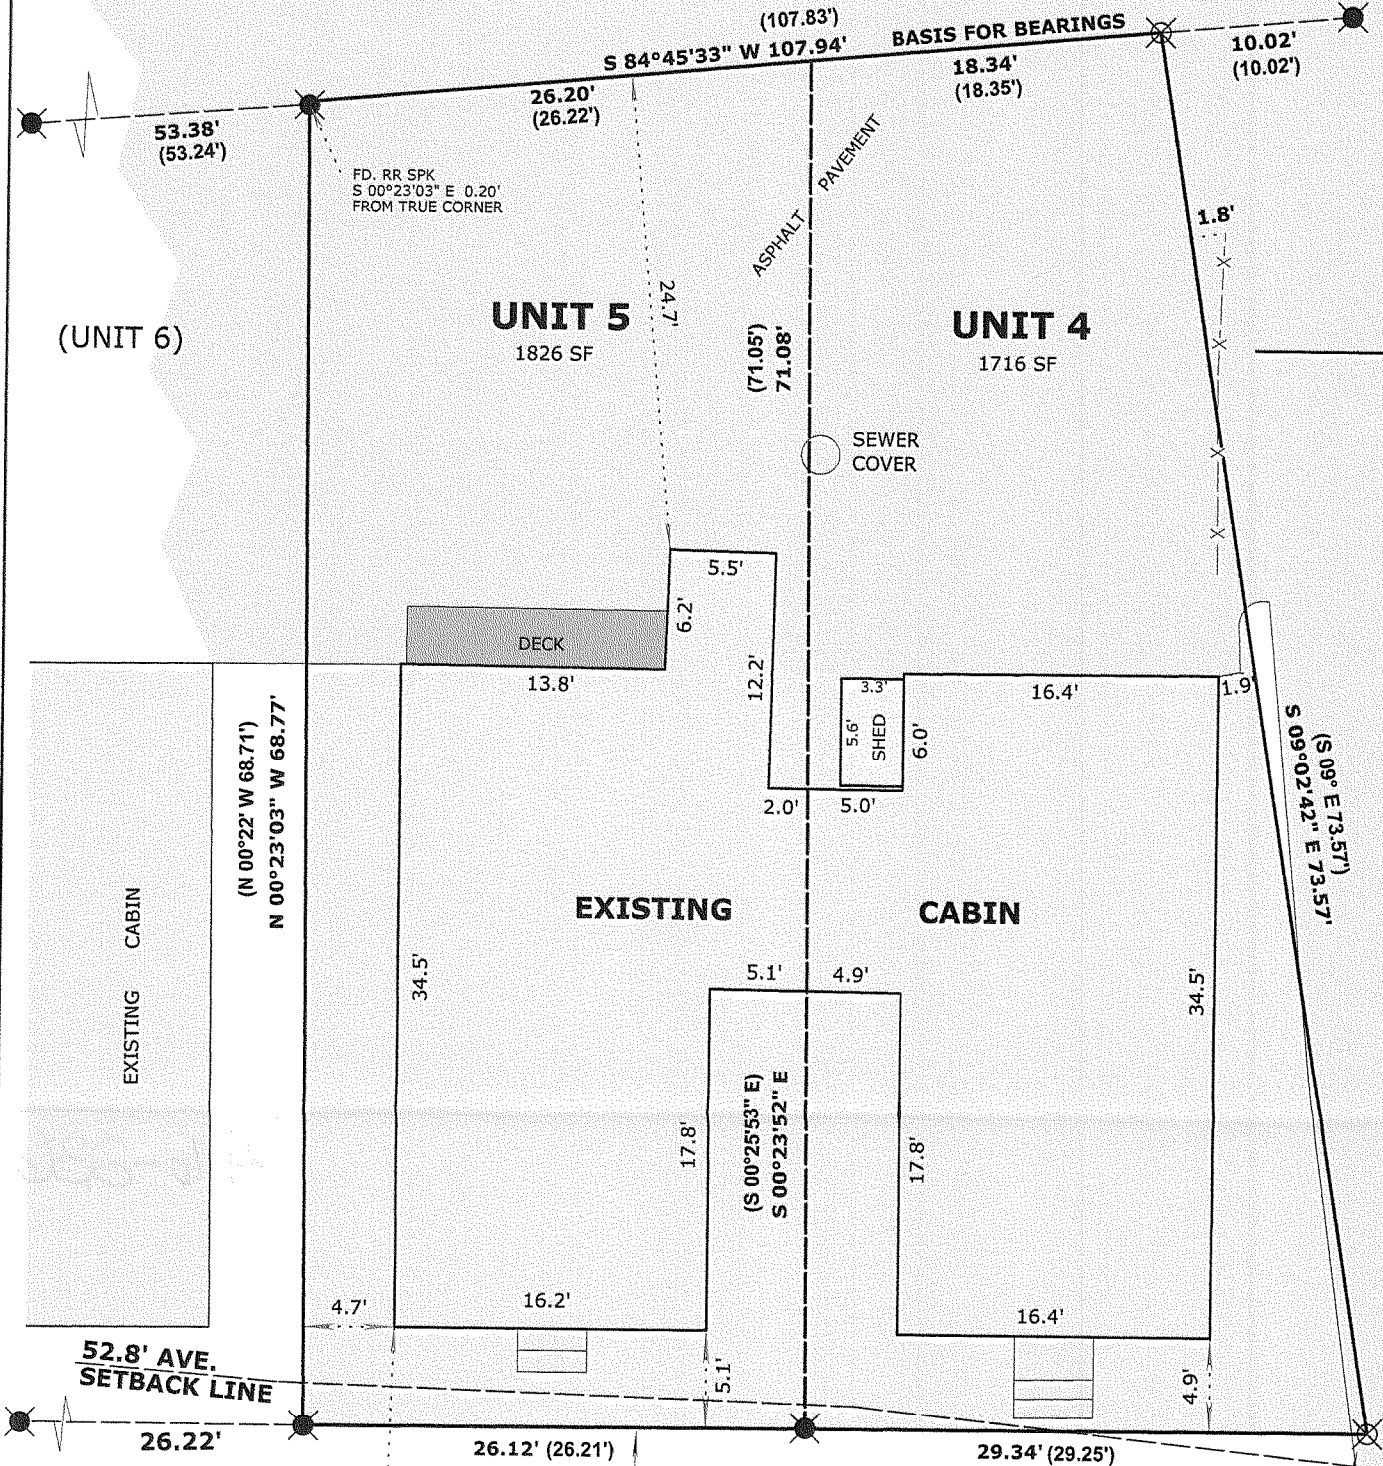 (107.83')
S 84°45'33" W 107.94'
BASIS FOR BEARINGS
10.02'
(10.02')
18.34'
(18.35')
26.20'
(26.22')
53.38'
(53.24')
FD. RR SPK
S 00°23'03" E 0.20'
FROM TRUE CORNER
ASPHALT PAVEMENT
1.8'
(UNIT 6)
UNIT 5
1826 SF
24.7'
(71.05')
71.08'
UNIT 4
1716 SF
SEWER
COVER
5.5'
6.2'
DECK
13.8'
12.2'
3.3'
5.6'
SHED
6.0'
16.4'
1.9'
2.0'
5.0'
(N 00°22' W 68.71')
N 00°23'03" W 68.77'
(S 09° E 73.57')
S 09°02'42" E 73.57'
EXISTING CABIN
EXISTING CABIN
34.5'
5.1'
4.9'
34.5'
17.8'
(S 00°25'53" E)
S 00°23'52" E
17.8'
4.7'
16.2'
16.4'
52.8' AVE.
SETBACK LINE
5.1'
4.9'
26.22'
26.12' (26.21')
29.34' (29.25')